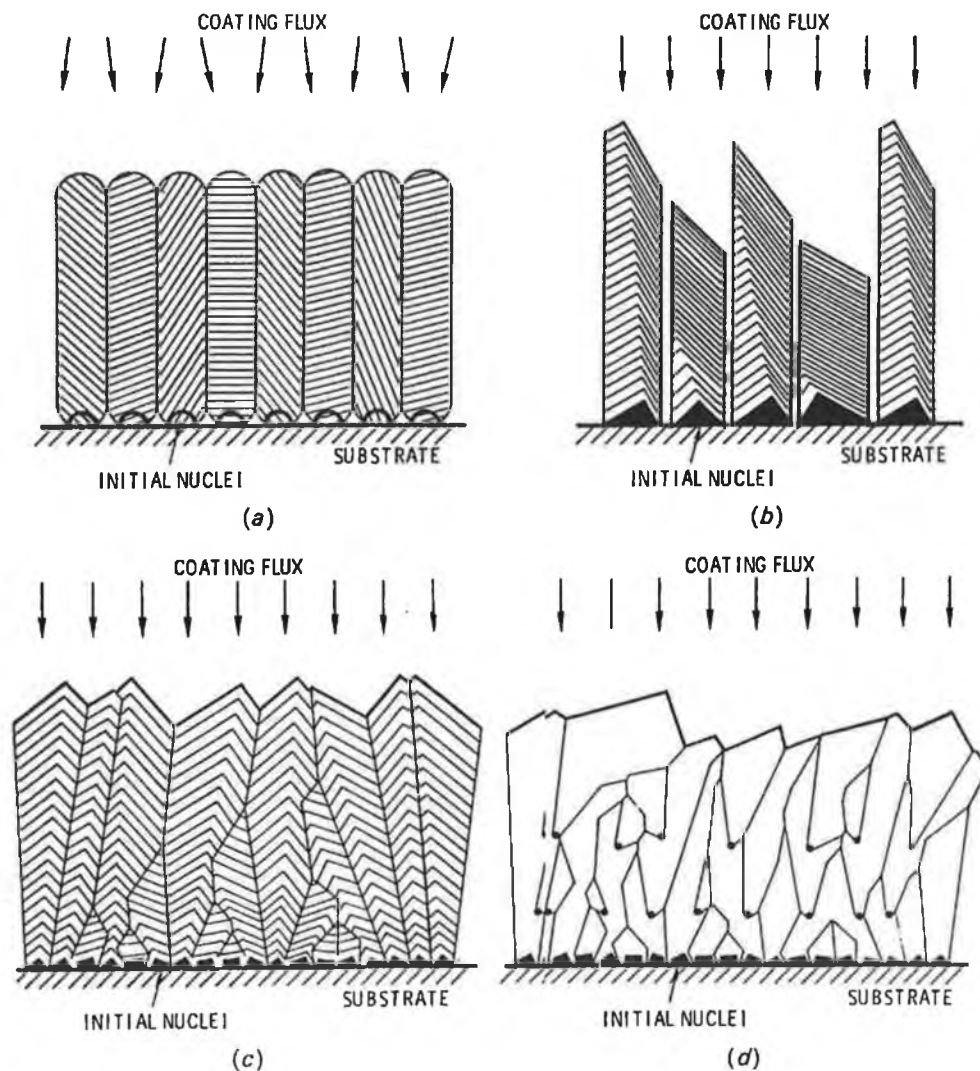 COATING FLUX
COATING FLUX
SUBSTRATE
INITIAL NUCLEI
(a)
SUBSTRATE
INITIAL NUCLEI
(b)
COATING FLUX
COATING FLUX
SUBSTRATE
INITIAL NUCLEI
(c)
SUBSTRATE
INITIAL NUCLEI
(d)